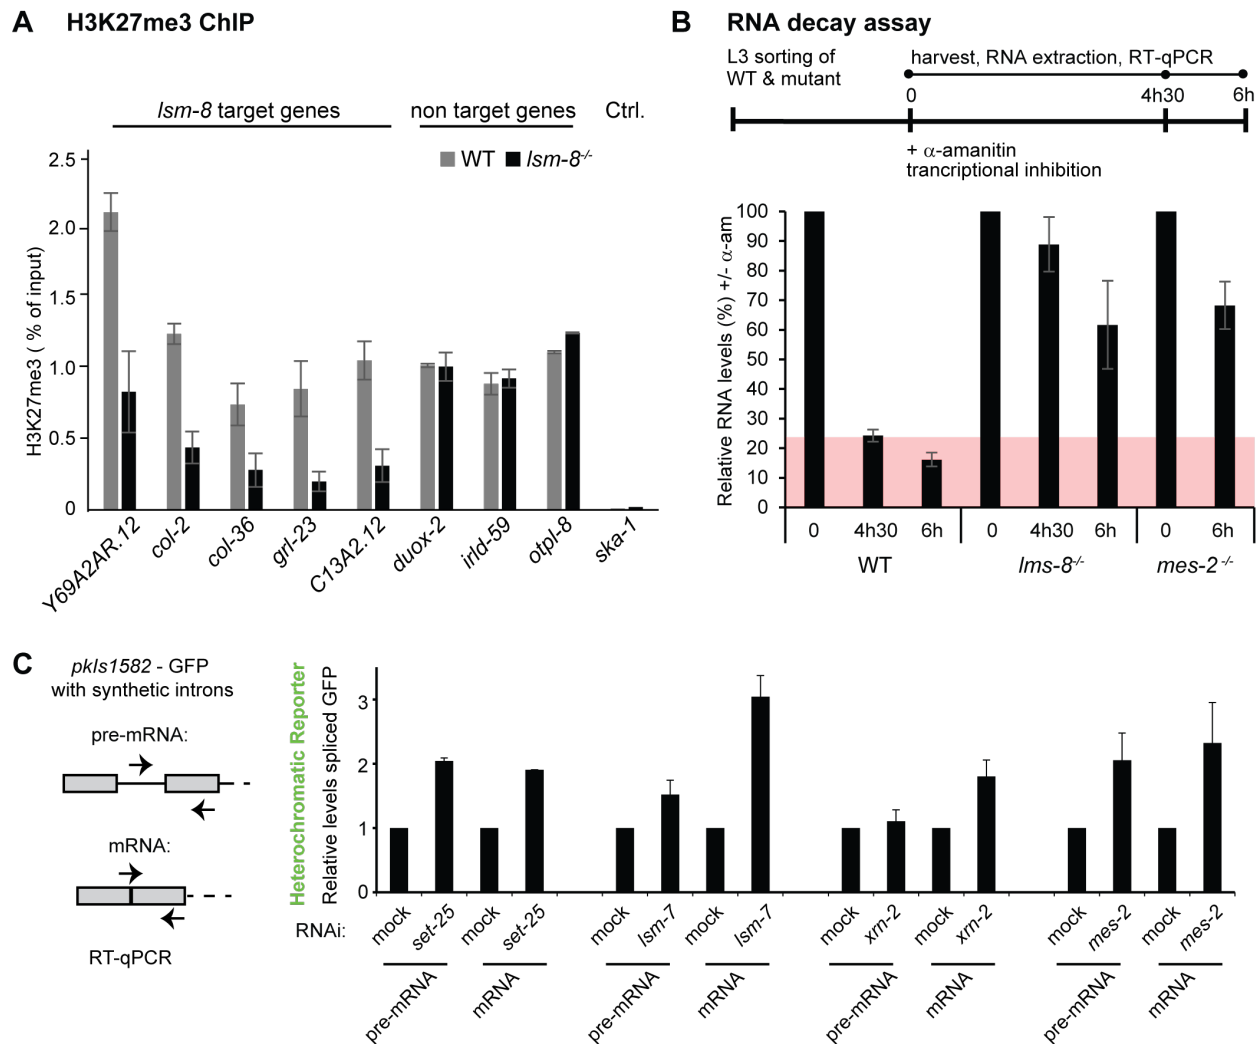 A H3K27me3 ChIP
lsm-8 target genes
non target genes
Ctrl.
WT
lsm-8-/-
H3K27me3 ( % of input)
2.5
2.0
1.5
1.0
0.5
0
Y69A2AR.12
col-2
col-36
grl-23
C13A2.12
duox-2
irld-59
otpl-8
ska-1
B RNA decay assay
L3 sorting of
WT & mutant
harvest, RNA extraction, RT-qPCR
0 4h30 6h
+ α-amanitin
trancriptional inhibition
Relative RNA levels (%) +/- α-am
100
90
80
70
60
50
40
30
20
10
0
0 4h30 6h 0 4h30 6h 0 6h
WT lms-8-/- mes-2 -/-
C
pkIs1582 - GFP
with synthetic introns
pre-mRNA:
mRNA:
RT-qPCR
Heterochromatic Reporter
Relative levels spliced GFP
3
2
1
0
RNAi:
mock set-25 mock set-25 mock lsm-7 mock lsm-7 mock xrn-2 mock xrn-2 mock mes-2 mock mes-2
pre-mRNA mRNA pre-mRNA mRNA pre-mRNA mRNA pre-mRNA mRNA